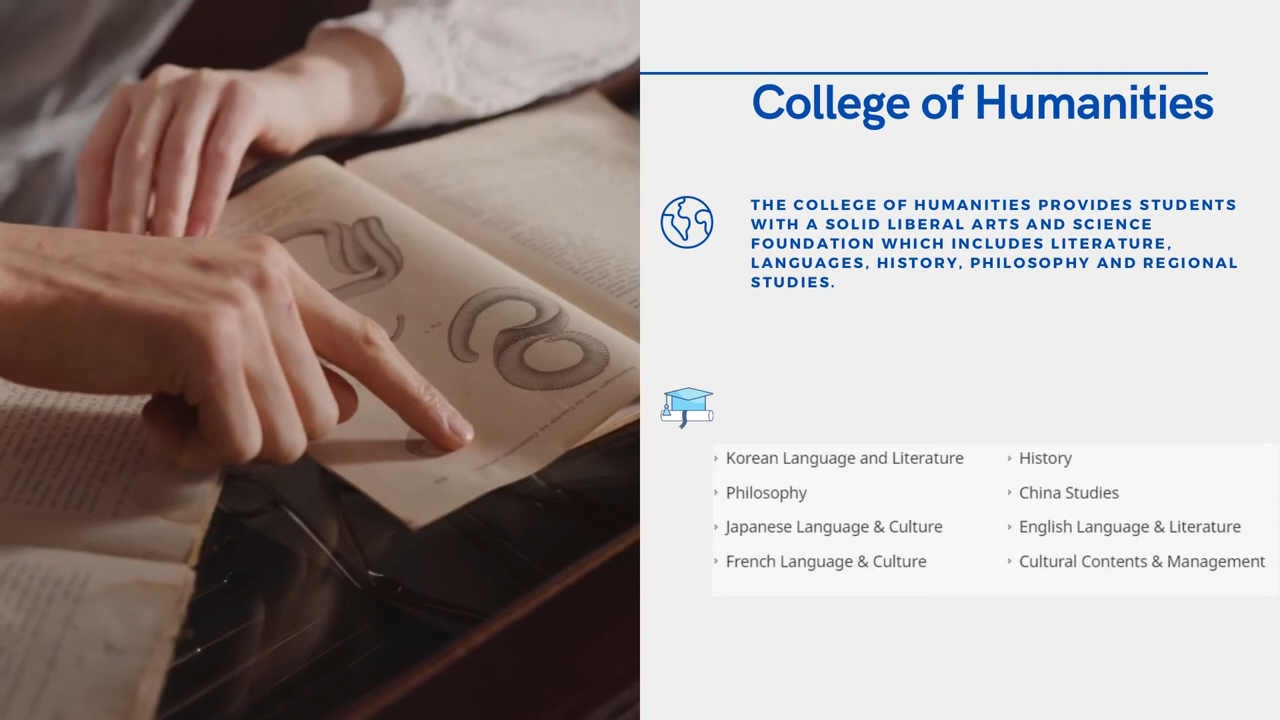 College of Humanities
THE COLLEGE OF HUMANITIES PROVIDES STUDENTS
WITH A SOLID LIBERAL ARTS AND SCIENCE
FOUNDATION WHICH INCLUDES LITERATURE,
LANGUAGES, HISTORY, PHILOSOPHY AND REGIONAL
STUDIES.
Korean Language and Literature
History
Philosophy
China Studies
Japanese Language & Culture
English Language & Literature
French Language & Culture
Cultural Contents & Management